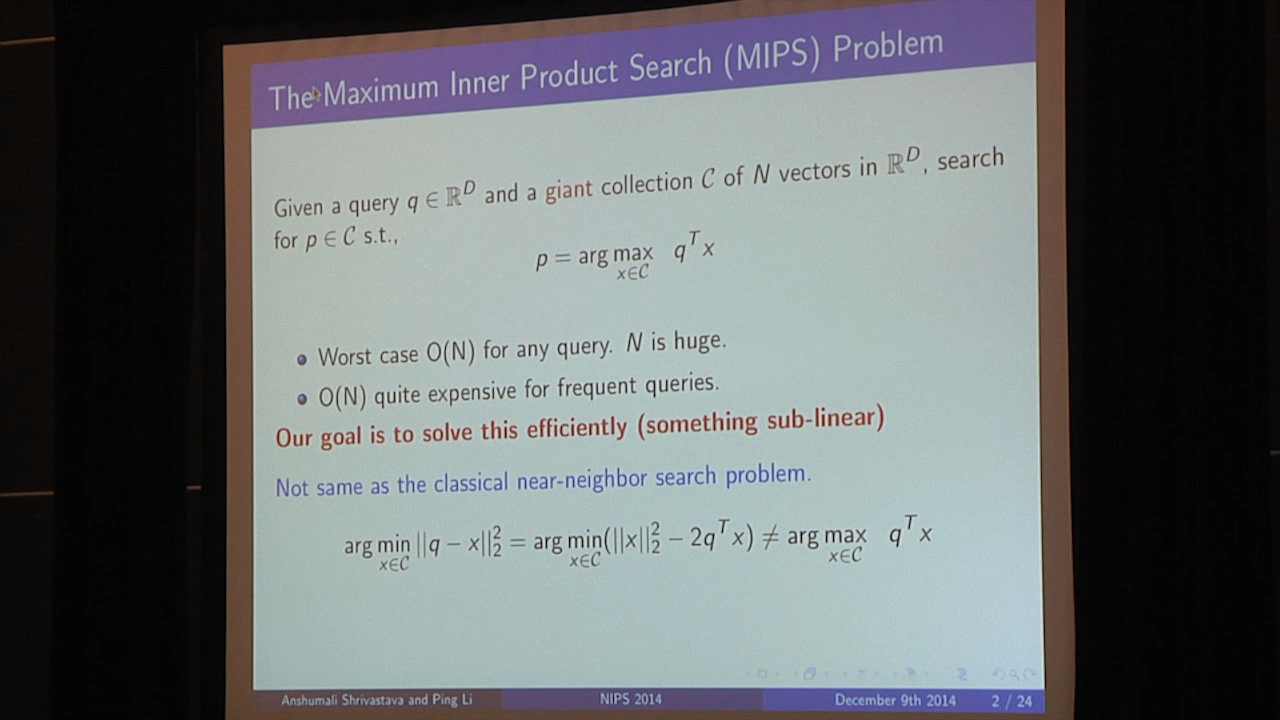 The Maximum Inner Product Search (MIPS) Problem
Given a query q ∈ ℝ^D and a giant collection C of N vectors in ℝ^D, search
for p ∈ C s.t.,
p = arg max_{x∈C} q^T x
Worst case O(N) for any query. N is huge.
O(N) quite expensive for frequent queries.
Our goal is to solve this efficiently (something sub-linear)
Not same as the classical near-neighbor search problem.
arg min_{x∈C} ||q − x||_2^2 = arg min_{x∈C} (||x||_2^2 − 2q^T x) ≠ arg max_{x∈C} q^T x
Anshumali Shrivastava and Ping Li NIPS 2014 December 9th 2014 2 / 24